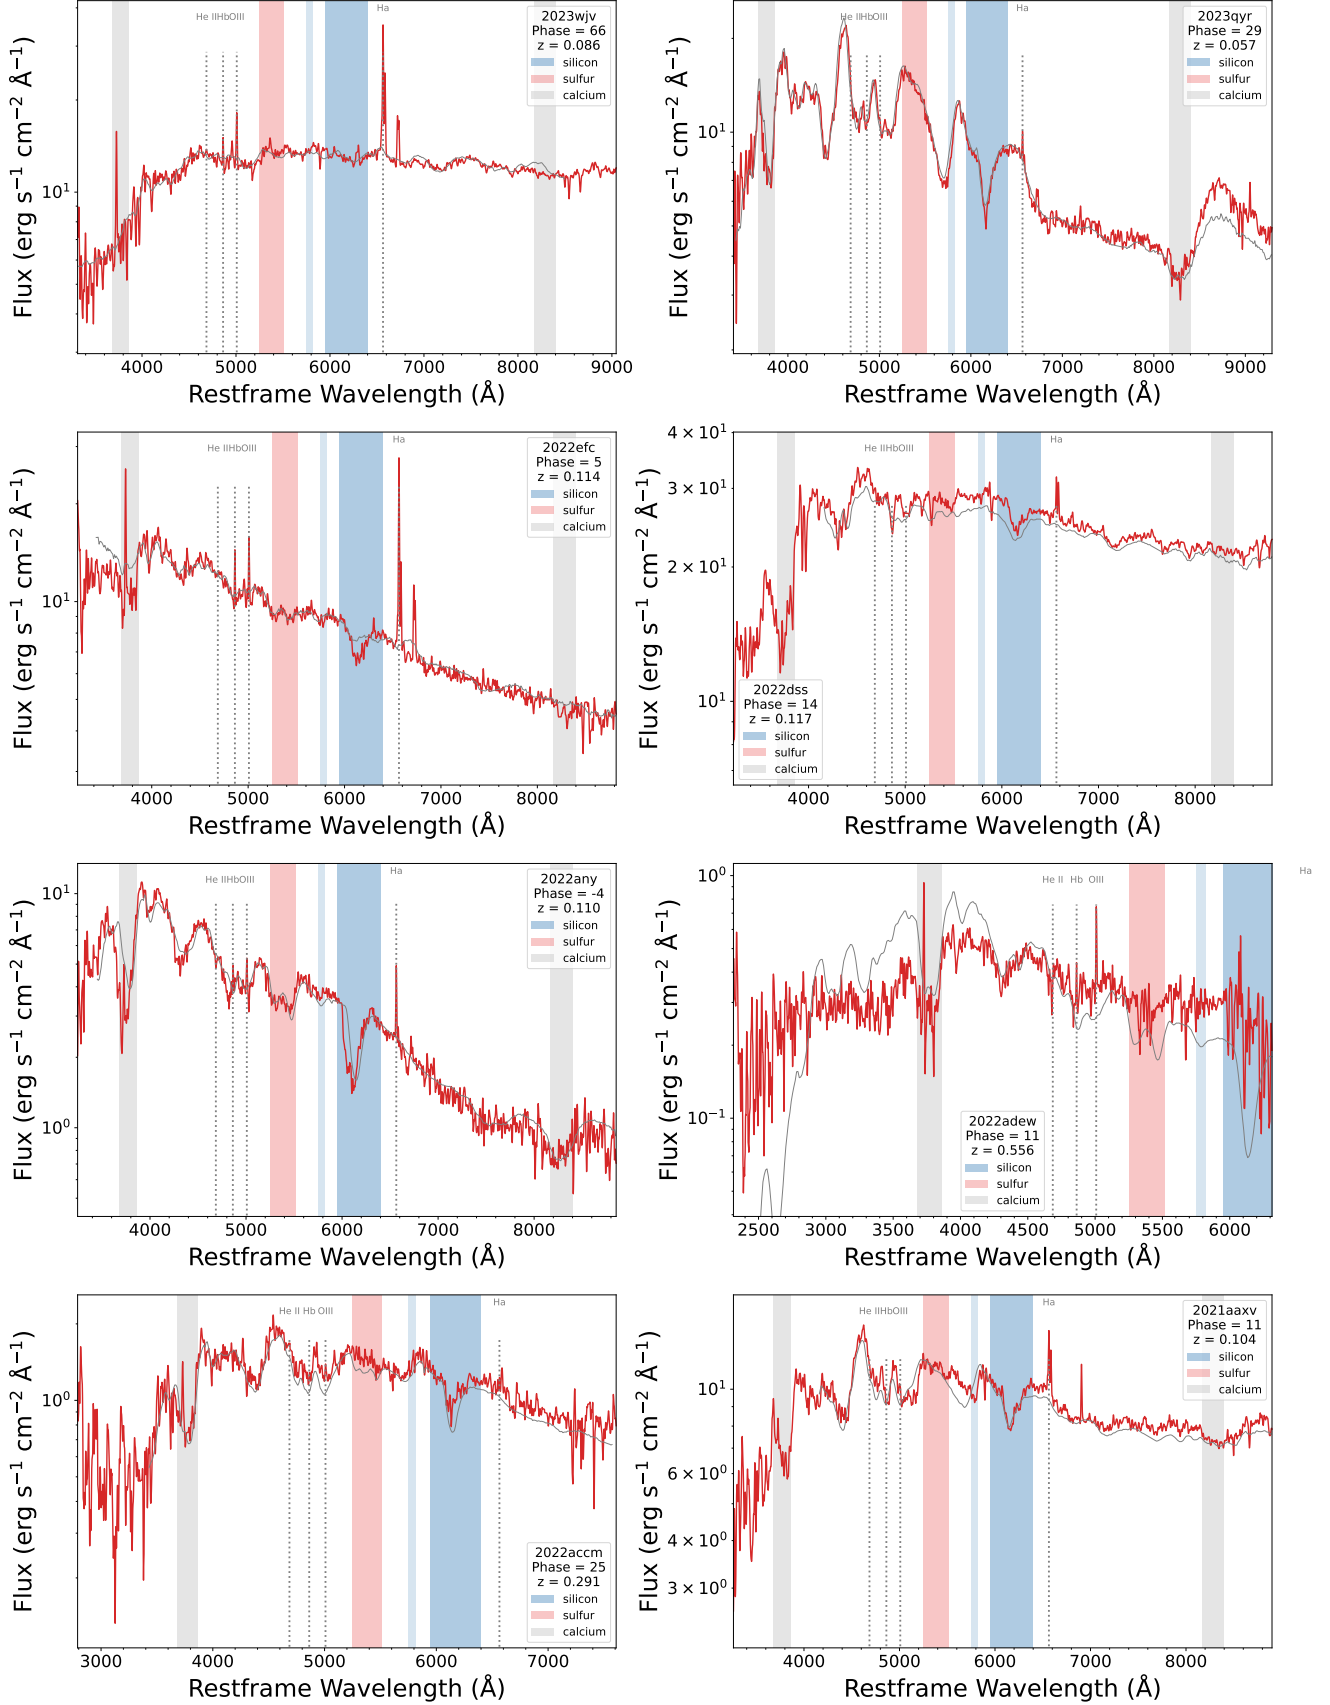 He IIHbOIII
Ha
2023wjv
Phase = 66
z = 0.086
silicon
sulfur
calcium
10¹
Flux (erg s⁻¹ cm⁻² Å⁻¹)
4000 5000 6000 7000 8000 9000
Restframe Wavelength (Å)
He IIHbOIII
Ha
2023qyr
Phase = 29
z = 0.057
silicon
sulfur
calcium
10¹
Flux (erg s⁻¹ cm⁻² Å⁻¹)
4000 5000 6000 7000 8000 9000
Restframe Wavelength (Å)
He IIHbOIII
Ha
2022efc
Phase = 5
z = 0.114
silicon
sulfur
calcium
10¹
Flux (erg s⁻¹ cm⁻² Å⁻¹)
4000 5000 6000 7000 8000
Restframe Wavelength (Å)
4 × 10¹
He IIHbOIII
Ha
3 × 10¹
2 × 10¹
10¹
2022dss
Phase = 14
z = 0.117
silicon
sulfur
calcium
Flux (erg s⁻¹ cm⁻² Å⁻¹)
4000 5000 6000 7000 8000
Restframe Wavelength (Å)
He IIHbOIII
Ha
2022any
Phase = -4
z = 0.110
silicon
sulfur
calcium
10¹
10⁰
Flux (erg s⁻¹ cm⁻² Å⁻¹)
4000 5000 6000 7000 8000
Restframe Wavelength (Å)
He II Hb OIII
Ha
10⁰
10⁻¹
2022adew
Phase = 11
z = 0.556
silicon
sulfur
calcium
Flux (erg s⁻¹ cm⁻² Å⁻¹)
2500 3000 3500 4000 4500 5000 5500 6000
Restframe Wavelength (Å)
He II Hb OIII
Ha
10⁰
2022accm
Phase = 25
z = 0.291
silicon
sulfur
calcium
Flux (erg s⁻¹ cm⁻² Å⁻¹)
3000 4000 5000 6000 7000
Restframe Wavelength (Å)
He IIHbOIII
Ha
2021aaxv
Phase = 11
z = 0.104
silicon
sulfur
calcium
10¹
6 × 10⁰
4 × 10⁰
3 × 10⁰
Flux (erg s⁻¹ cm⁻² Å⁻¹)
4000 5000 6000 7000 8000
Restframe Wavelength (Å)